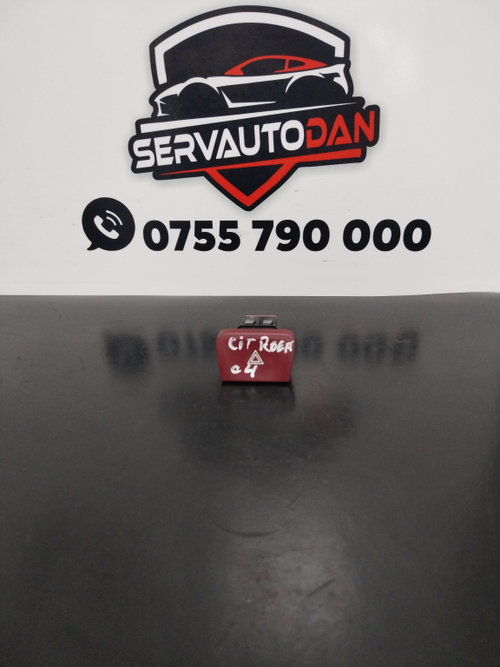 SERVAUTODAN
0755 790 000
CitROEN
C4